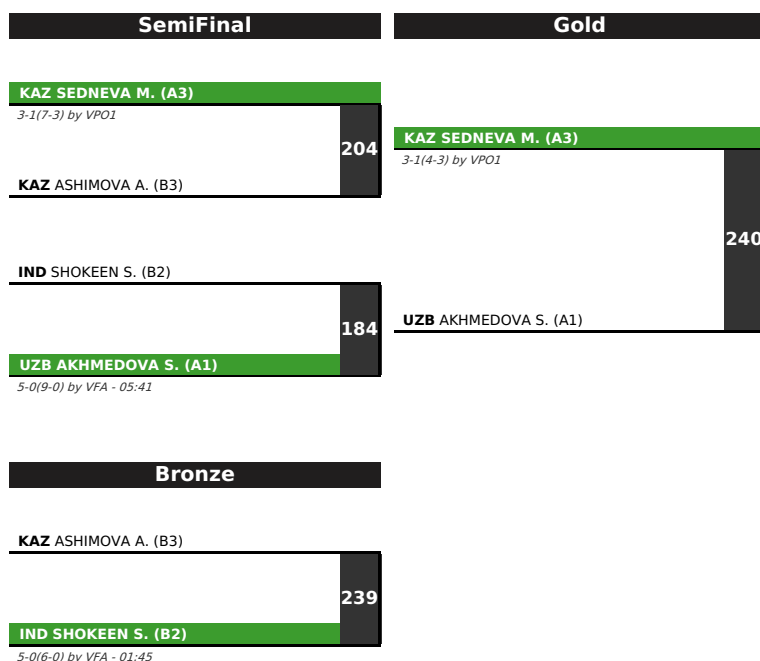 SemiFinal
KAZ SEDNEVA M. (A3)
3-1(7-3) by VPO1
204
KAZ ASHIMOVA A. (B3)
IND SHOKEEN S. (B2)
184
UZB AKHMEDOVA S. (A1)
5-0(9-0) by VFA - 05:41
Gold
KAZ SEDNEVA M. (A3)
3-1(4-3) by VPO1
240
UZB AKHMEDOVA S. (A1)
Bronze
KAZ ASHIMOVA A. (B3)
239
IND SHOKEEN S. (B2)
5-0(6-0) by VFA - 01:45